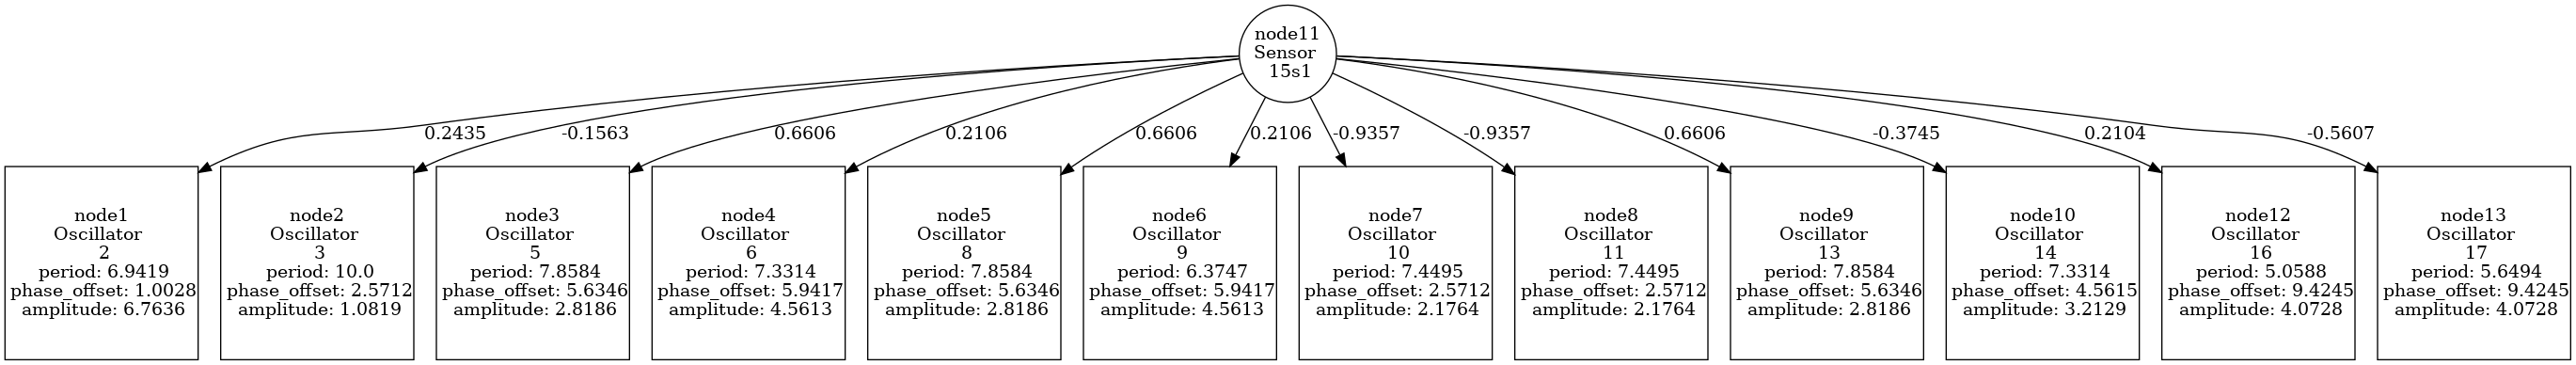 node11
Sensor
15s1
0.2435
-0.1563
0.6606
0.2106
0.6606
0.2106
-0.9357
-0.9357
0.6606
-0.3745
0.2104
-0.5607
node1
Oscillator
2
period: 6.9419
phase_offset: 1.0028
amplitude: 6.7636
node2
Oscillator
3
period: 10.0
phase_offset: 2.5712
amplitude: 1.0819
node3
Oscillator
5
period: 7.8584
phase_offset: 5.6346
amplitude: 2.8186
node4
Oscillator
6
period: 7.3314
phase_offset: 5.9417
amplitude: 4.5613
node5
Oscillator
8
period: 7.8584
phase_offset: 5.6346
amplitude: 2.8186
node6
Oscillator
9
period: 6.3747
phase_offset: 5.9417
amplitude: 4.5613
node7
Oscillator
10
period: 7.4495
phase_offset: 2.5712
amplitude: 2.1764
node8
Oscillator
11
period: 7.4495
phase_offset: 2.5712
amplitude: 2.1764
node9
Oscillator
13
period: 7.8584
phase_offset: 5.6346
amplitude: 2.8186
node10
Oscillator
14
period: 7.3314
phase_offset: 4.5615
amplitude: 3.2129
node12
Oscillator
16
period: 5.0588
phase_offset: 9.4245
amplitude: 4.0728
node13
Oscillator
17
period: 5.6494
phase_offset: 9.4245
amplitude: 4.0728